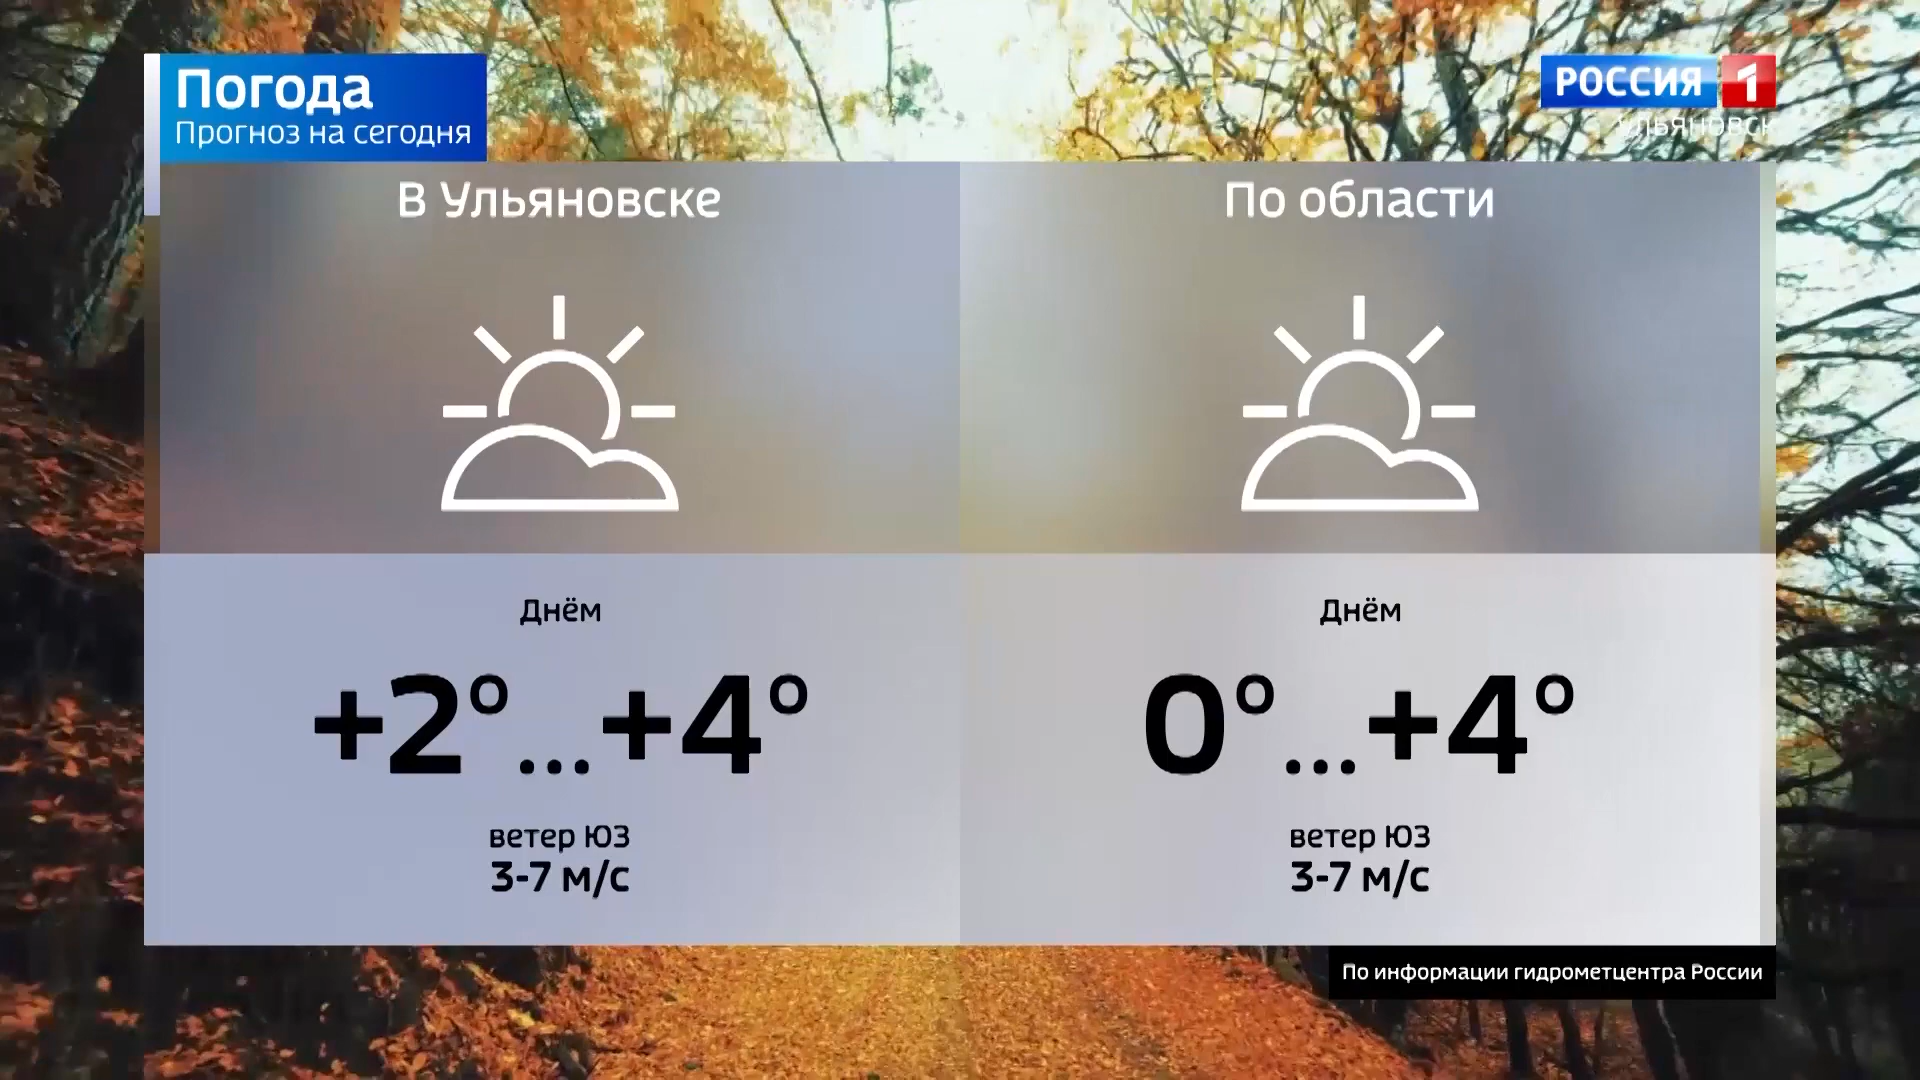 Погода
Прогноз на сегодня
РОССИЯ 1
УЛЬЯНОВСК
В Ульяновске
По области
Днём
+2° ... +4°
ветер ЮЗ
3-7 м/с
Днём
0° ... +4°
ветер ЮЗ
3-7 м/с
По информации гидрометцентра России